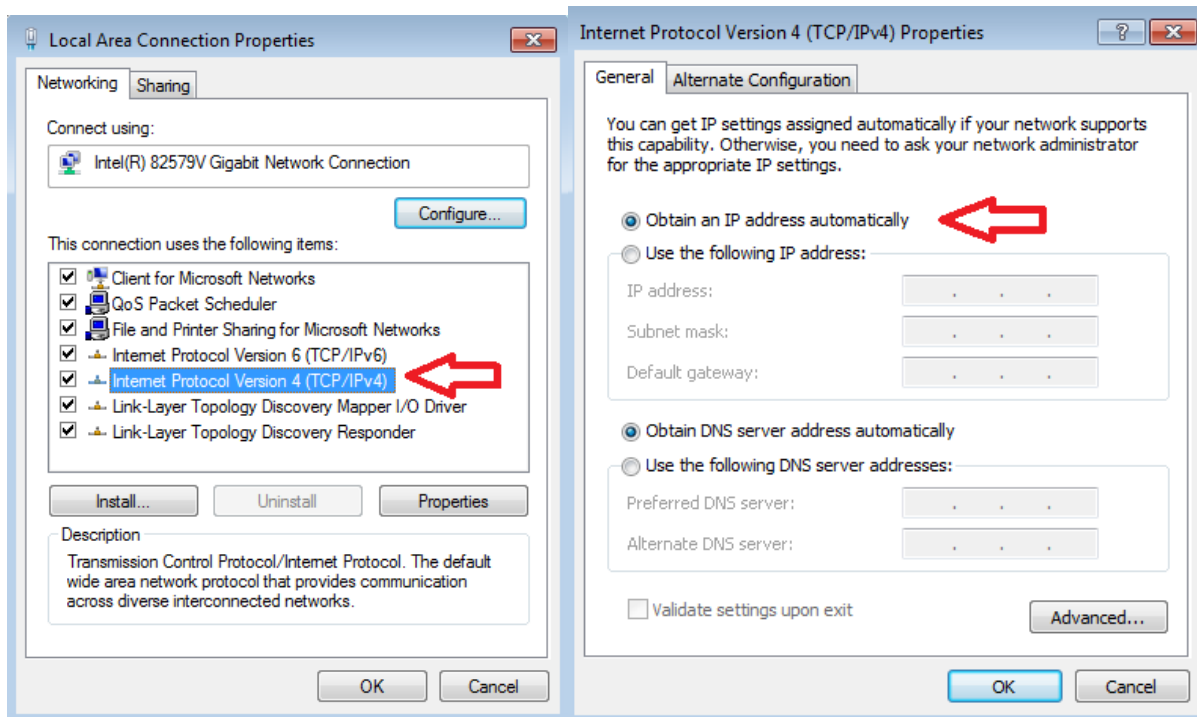 Local Area Connection Properties
Networking
Sharing
Connect using:
Intel(R) 82579V Gigabit Network Connection
Configure...
This connection uses the following items:
Client for Microsoft Networks
QoS Packet Scheduler
File and Printer Sharing for Microsoft Networks
Internet Protocol Version 6 (TCP/IPv6)
Internet Protocol Version 4 (TCP/IPv4)
Link-Layer Topology Discovery Mapper I/O Driver
Link-Layer Topology Discovery Responder
Install...
Uninstall
Properties
Description
Transmission Control Protocol/Internet Protocol. The default
wide area network protocol that provides communication
across diverse interconnected networks.
OK
Cancel
Internet Protocol Version 4 (TCP/IPv4) Properties
?
General
Alternate Configuration
You can get IP settings assigned automatically if your network supports
this capability. Otherwise, you need to ask your network administrator
for the appropriate IP settings.
Obtain an IP address automatically
Use the following IP address:
IP address:
. . .
Subnet mask:
. . .
Default gateway:
. . .
Obtain DNS server address automatically
Use the following DNS server addresses:
Preferred DNS server:
. . .
Alternate DNS server:
. . .
Validate settings upon exit
Advanced...
OK
Cancel